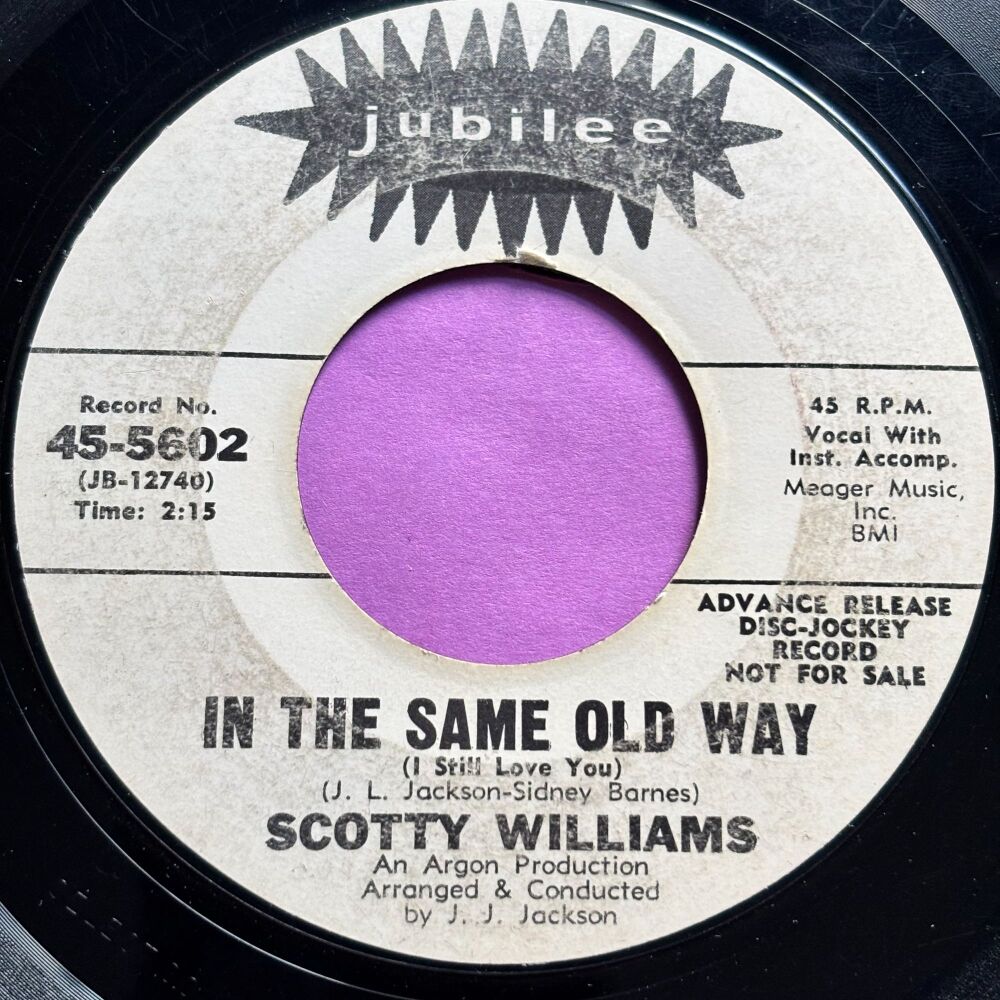 jubilee
Record No.
45-5602
(JB-12740)
Time: 2:15
45 R.P.M.
Vocal With
Inst. Accomp.
Meager Music,
Inc.
BMI
ADVANCE RELEASE
DISC-JOCKEY
RECORD
NOT FOR SALE
IN THE SAME OLD WAY
(I Still Love You)
(J. L. Jackson-Sidney Barnes)
SCOTTY WILLIAMS
An Argon Production
Arranged & Conducted
by J. J. Jackson